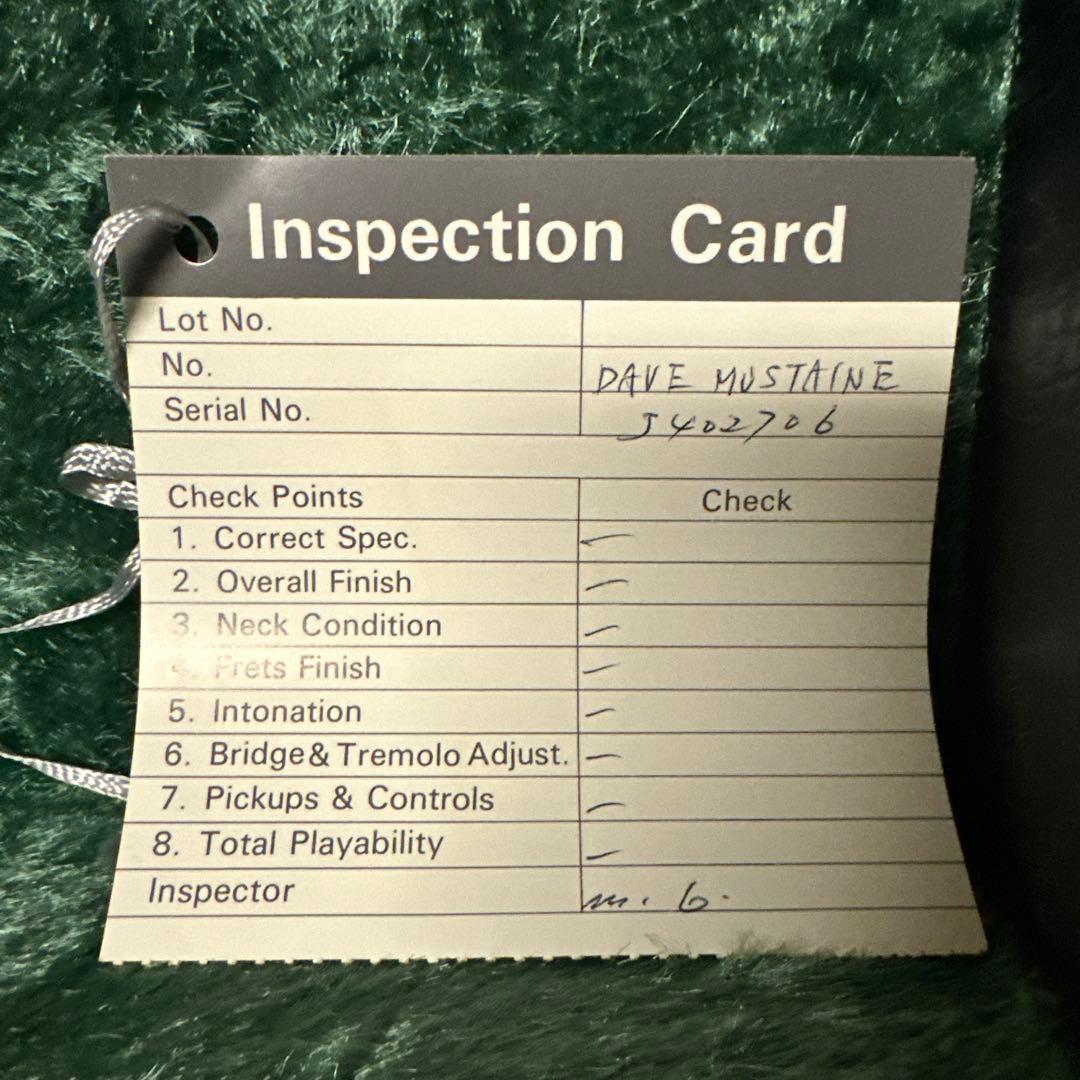 Inspection Card
Lot No.
No. DAVE MUSTAINE
Serial No. J402706
Check Points Check
1. Correct Spec.
2. Overall Finish
3. Neck Condition
4. Frets Finish
5. Intonation
6. Bridge & Tremolo Adjust.
7. Pickups & Controls
8. Total Playability
Inspector m. b.